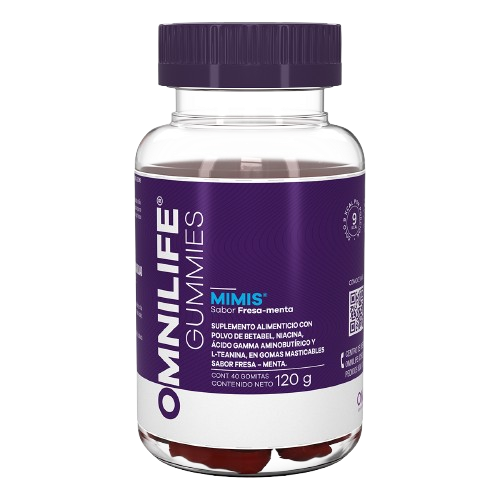 OMNILIFE®
GUMMIES
MIMIS®
Sabor Fresa-menta
SUPLEMENTO ALIMENTICIO CON
POLVO DE BETABEL, NIACINA,
ÁCIDO GAMMA AMINOBUTÍRICO Y
L-TEANINA, EN GOMAS MASTICABLES
SABOR FRESA - MENTA.
CONT. 40 GOMITAS
CONTENIDO NETO 120 g
9